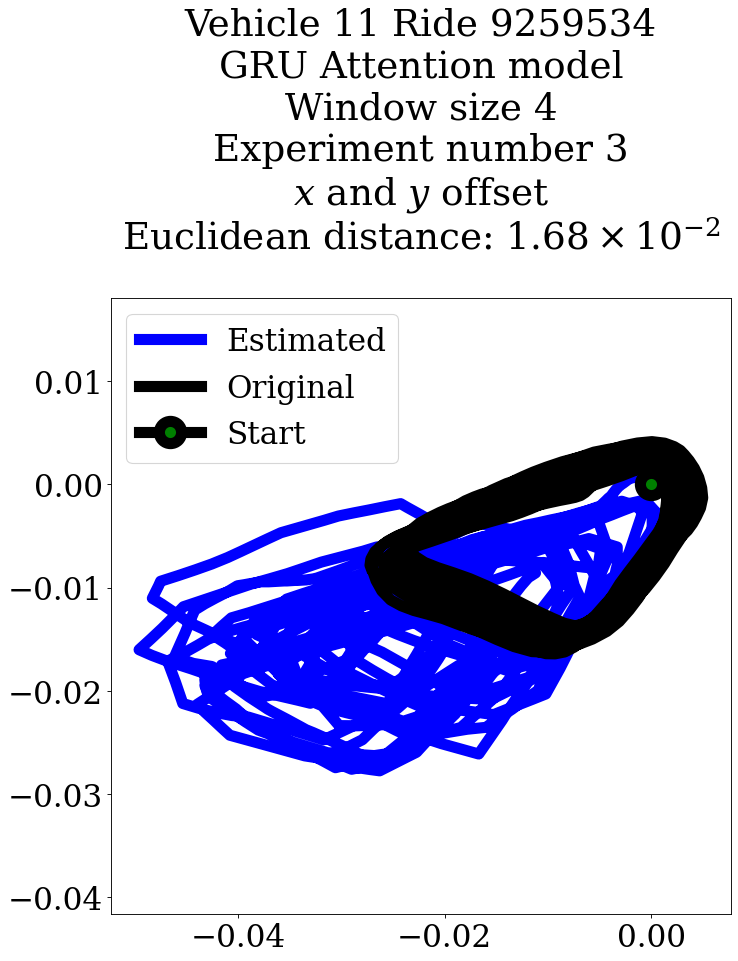 Vehicle 11 Ride 9259534
GRU Attention model
Window size 4
Experiment number 3
x and y offset
Euclidean distance: 1.68 × 10⁻²
Estimated
Original
Start
0.01
0.00
−0.01
−0.02
−0.03
−0.04
−0.04
−0.02
0.00